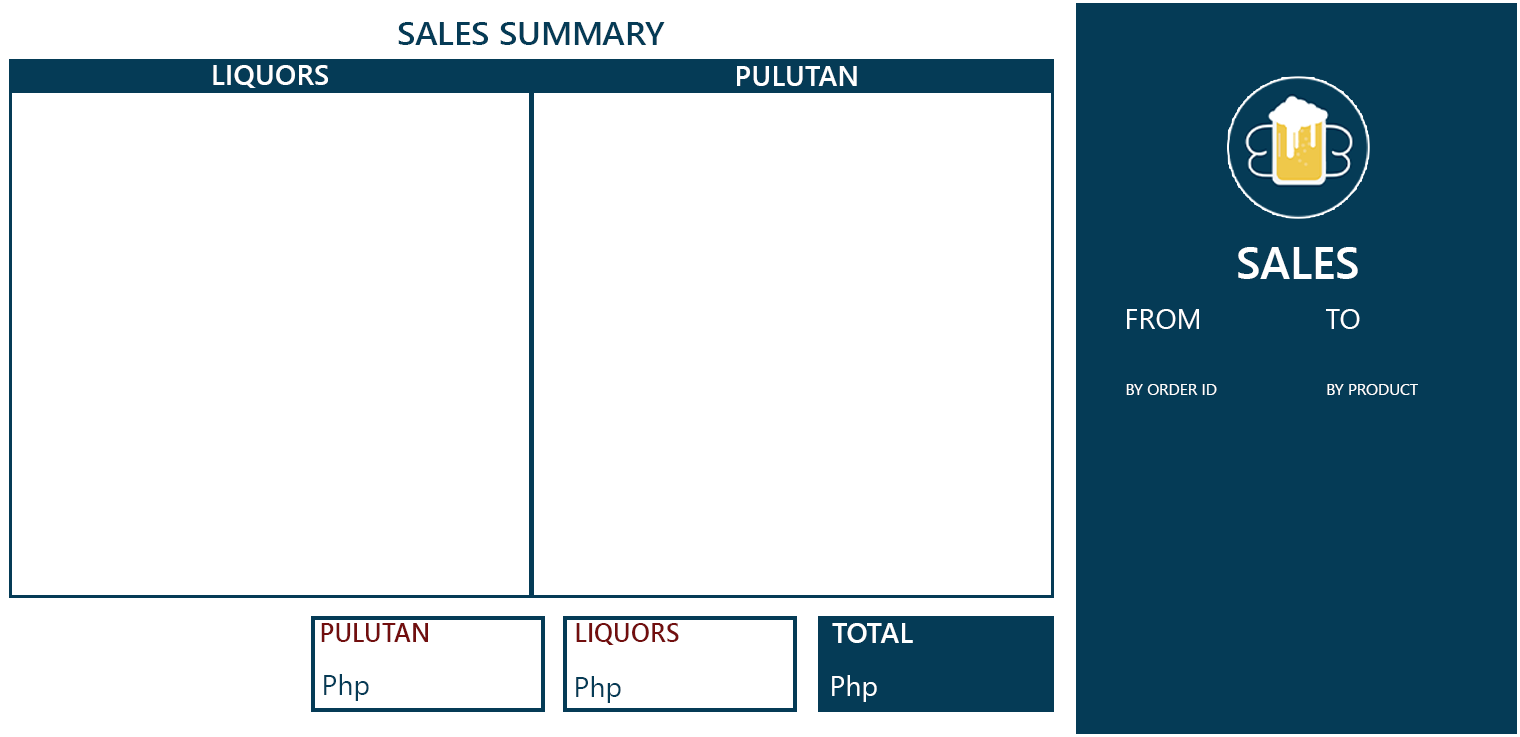 SALES SUMMARY
LIQUORS
PULUTAN
PULUTAN
Php
LIQUORS
Php
TOTAL
Php
SALES
FROM
TO
BY ORDER ID
BY PRODUCT